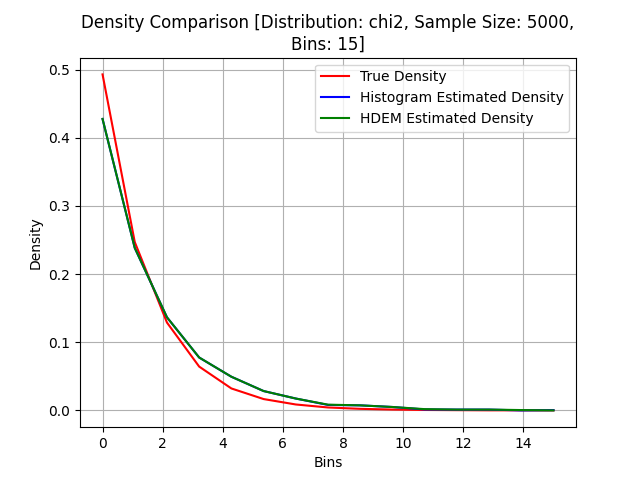 Density Comparison [Distribution: chi2, Sample Size: 5000,
Bins: 15]
True Density
Histogram Estimated Density
HDEM Estimated Density
Density
0.5
0.4
0.3
0.2
0.1
0.0
0 2 4 6 8 10 12 14
Bins